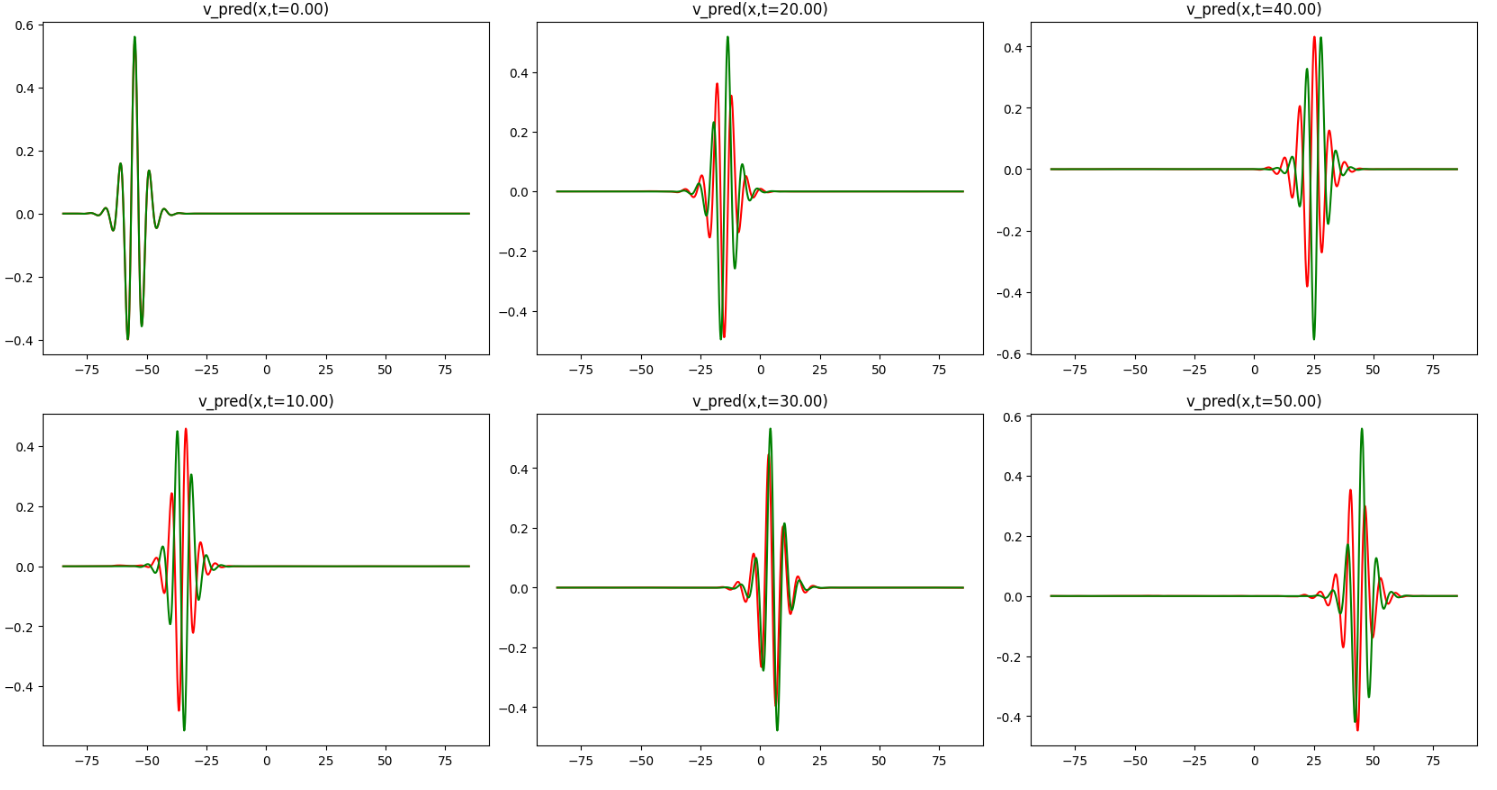 v_pred(x,t=0.00)
0.6
0.4
0.2
0.0
−0.2
−0.4
−75 −50 −25 0 25 50 75
v_pred(x,t=20.00)
0.4
0.2
0.0
−0.2
−0.4
−75 −50 −25 0 25 50 75
v_pred(x,t=40.00)
0.4
0.2
0.0
−0.2
−0.4
−0.6
−75 −50 −25 0 25 50 75
v_pred(x,t=10.00)
0.4
0.2
0.0
−0.2
−0.4
−75 −50 −25 0 25 50 75
v_pred(x,t=30.00)
0.4
0.2
0.0
−0.2
−0.4
−75 −50 −25 0 25 50 75
v_pred(x,t=50.00)
0.6
0.4
0.2
0.0
−0.2
−0.4
−75 −50 −25 0 25 50 75